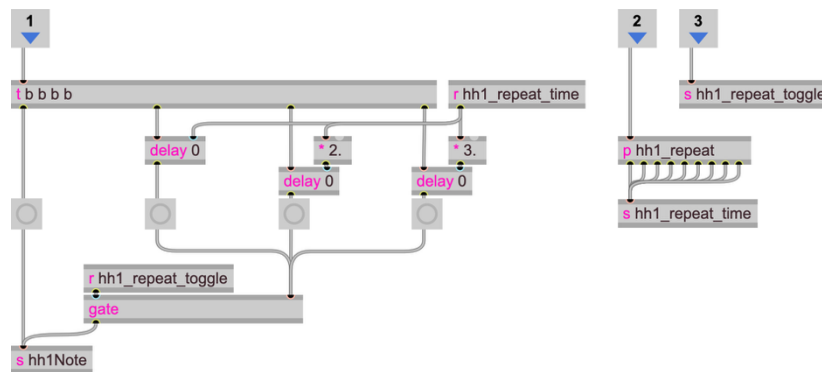 1
2
3
t b b b b
r hh1_repeat_time
s hh1_repeat_toggle
delay 0
* 2.
* 3.
p hh1_repeat
delay 0
delay 0
s hh1_repeat_time
r hh1_repeat_toggle
gate
s hh1Note